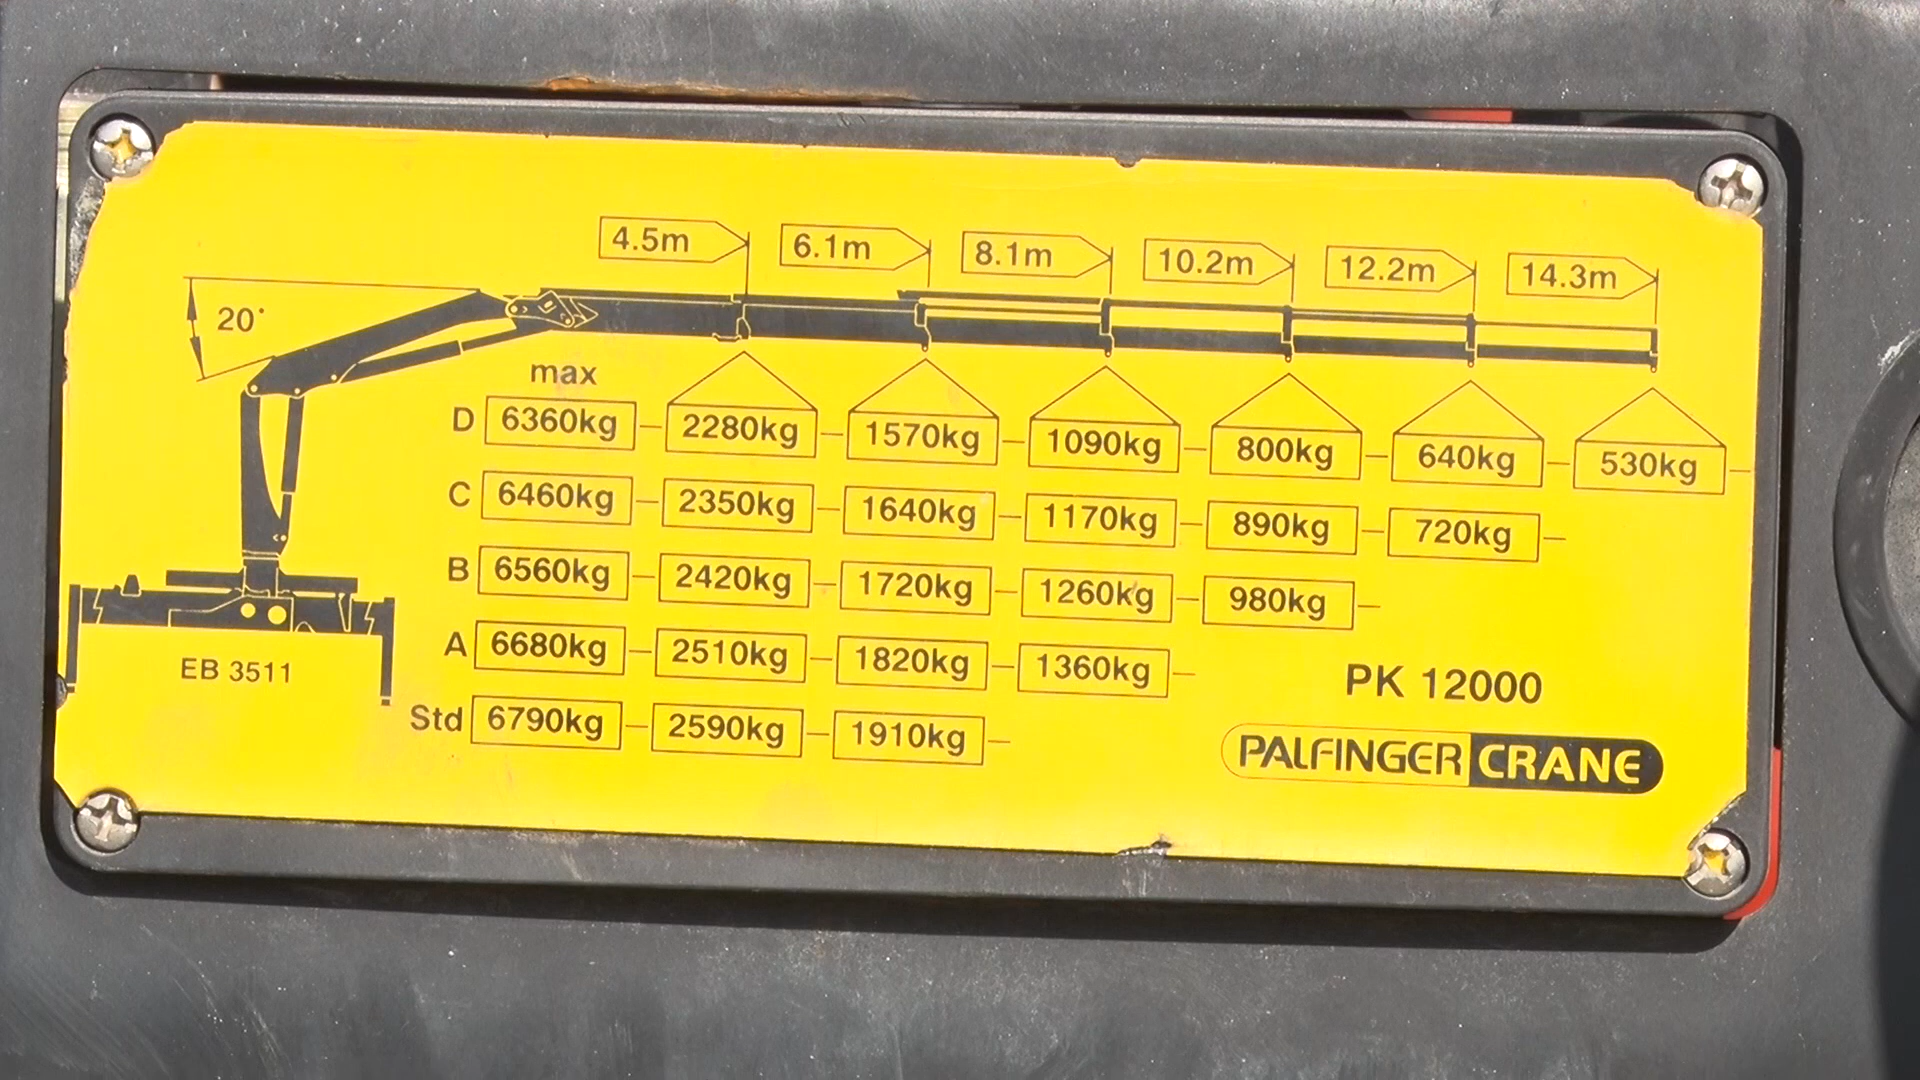 4.5m 6.1m 8.1m 10.2m 12.2m 14.3m
20°
max
D 6360kg 2280kg 1570kg 1090kg 800kg 640kg 530kg
C 6460kg 2350kg 1640kg 1170kg 890kg 720kg
B 6560kg 2420kg 1720kg 1260kg 980kg
A 6680kg 2510kg 1820kg 1360kg
Std 6790kg 2590kg 1910kg
EB 3511
PK 12000
PALFINGER CRANE